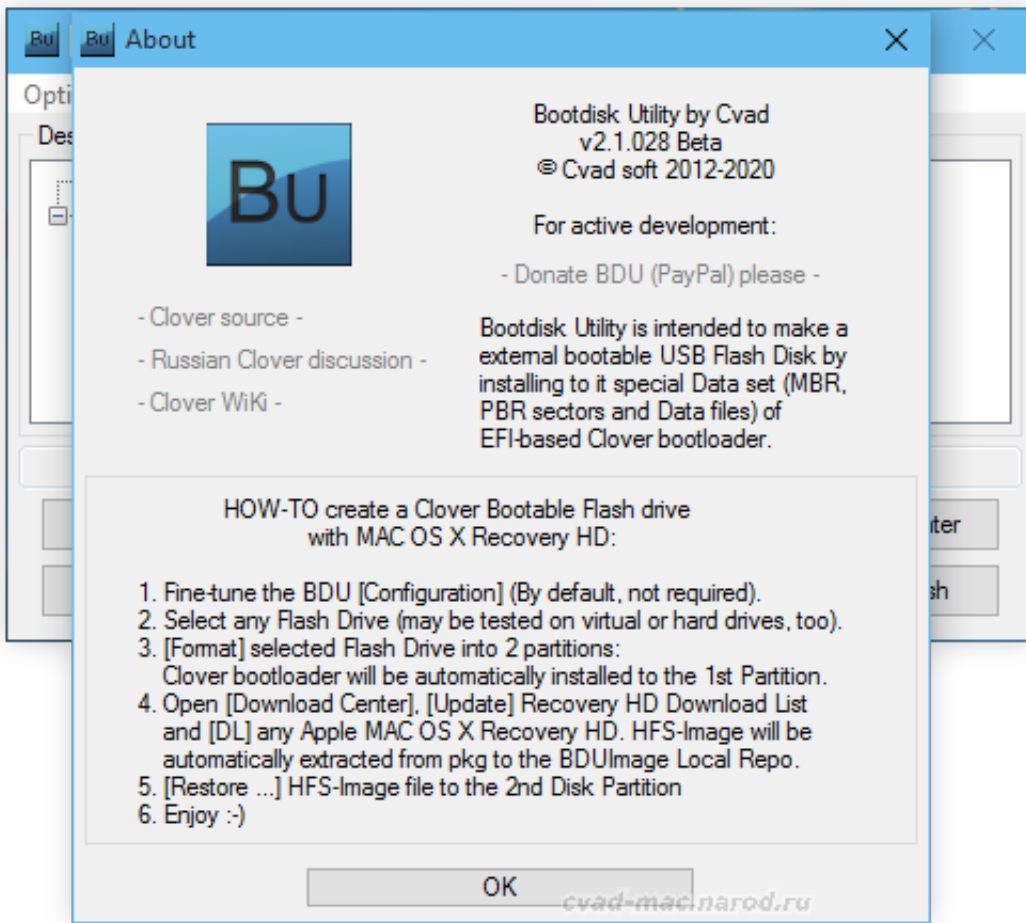 Bu
Bu About
Opti
Des
Bootdisk Utility by Cvad
v2.1.028 Beta
© Cvad soft 2012-2020
Bu
For active development:
- Donate BDU (PayPal) please -
- Clover source -
- Russian Clover discussion -
- Clover WiKi -
Bootdisk Utility is intended to make a
external bootable USB Flash Disk by
installing to it special Data set (MBR,
PBR sectors and Data files) of
EFI-based Clover bootloader.
HOW-TO create a Clover Bootable Flash drive
with MAC OS X Recovery HD:
1. Fine-tune the BDU [Configuration] (By default, not required).
2. Select any Flash Drive (may be tested on virtual or hard drives, too).
3. [Format] selected Flash Drive into 2 partitions:
Clover bootloader will be automatically installed to the 1st Partition.
4. Open [Download Center], [Update] Recovery HD Download List
and [DL] any Apple MAC OS X Recovery HD. HFS-Image will be
automatically extracted from pkg to the BDUImage Local Repo.
5. [Restore ...] HFS-Image file to the 2nd Disk Partition
6. Enjoy :-)
nter
sh
OK
cvad-mac.narod.ru